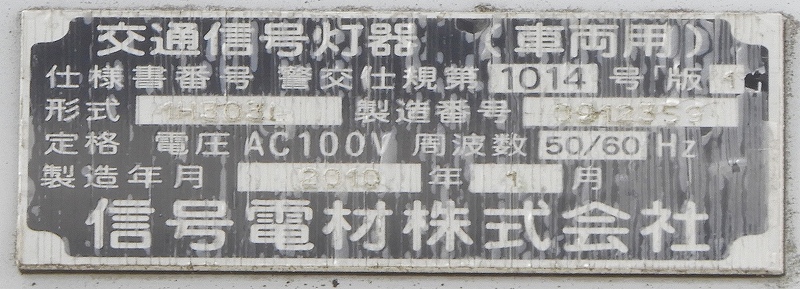 交通信号灯器 (車両用)
仕様書番号 警交仕規第 1014 号 版 1
形式 製造番号
定格 電圧 AC100V 周波数 50/60 Hz
製造年月 2010 年 1 月
信号電材株式会社